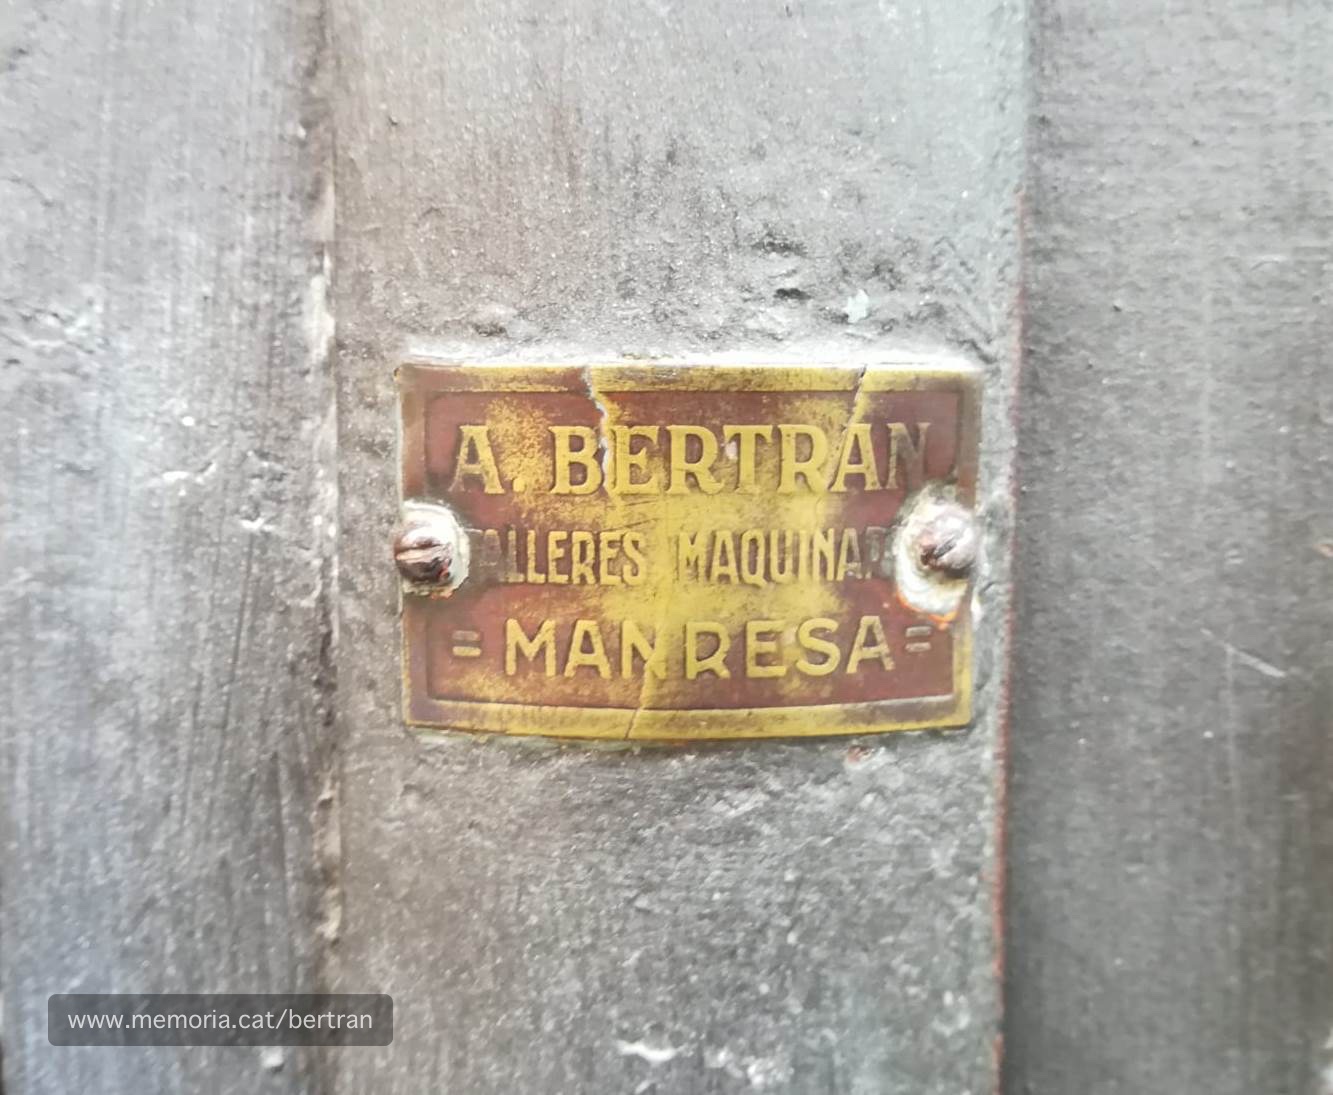 A. BERTRAN
TALLERES MAQUINAR
= MANRESA =
www.memoria.cat/bertran